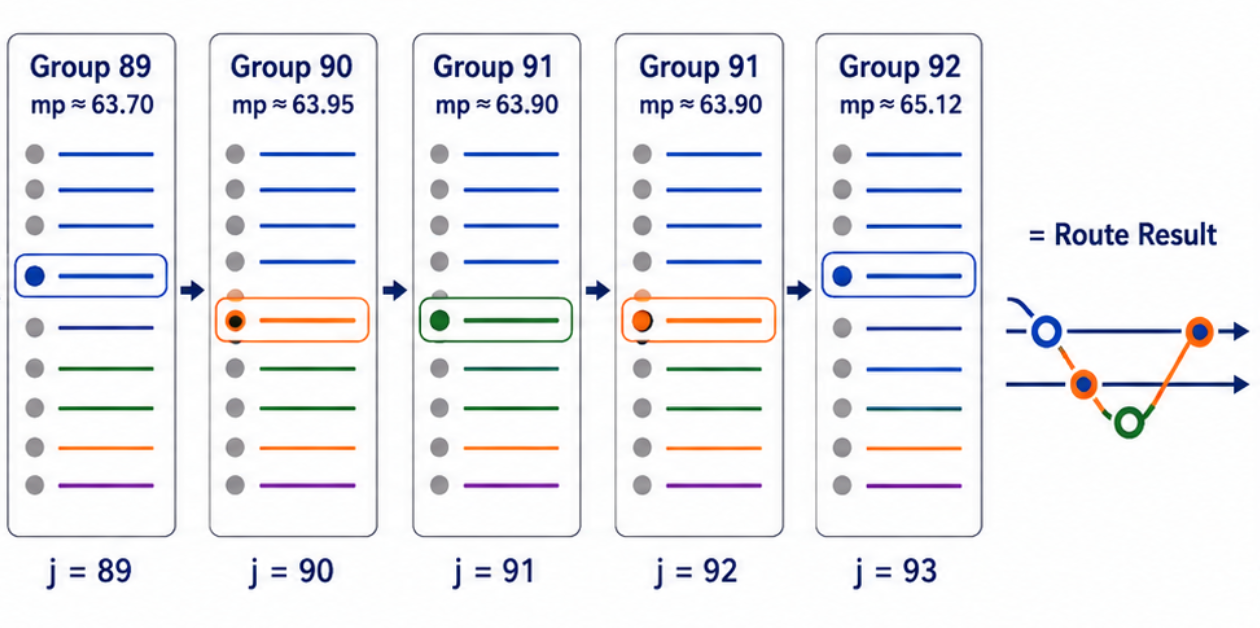 Group 89
mp ≈ 63.70
j = 89
Group 90
mp ≈ 63.95
j = 90
Group 91
mp ≈ 63.90
j = 91
Group 91
mp ≈ 63.90
j = 92
Group 92
mp ≈ 65.12
j = 93
= Route Result